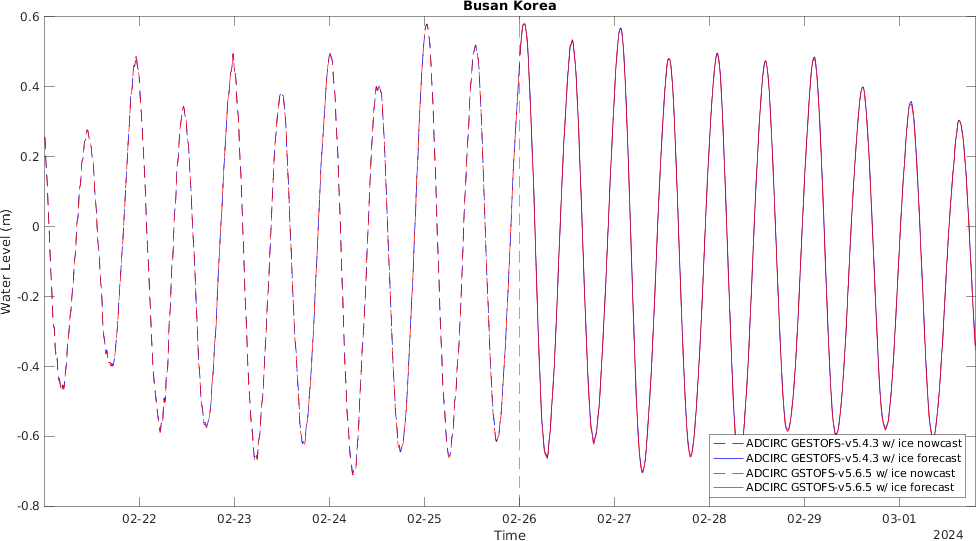 Busan Korea
0.6
0.4
0.2
0
-0.2
-0.4
-0.6
-0.8
Water Level (m)
02-22
02-23
02-24
02-25
02-26
02-27
02-28
02-29
03-01
Time
2024
ADCIRC GESTOFS-v5.4.3 w/ ice nowcast
ADCIRC GESTOFS-v5.4.3 w/ ice forecast
ADCIRC GSTOFS-v5.6.5 w/ ice nowcast
ADCIRC GSTOFS-v5.6.5 w/ ice forecast